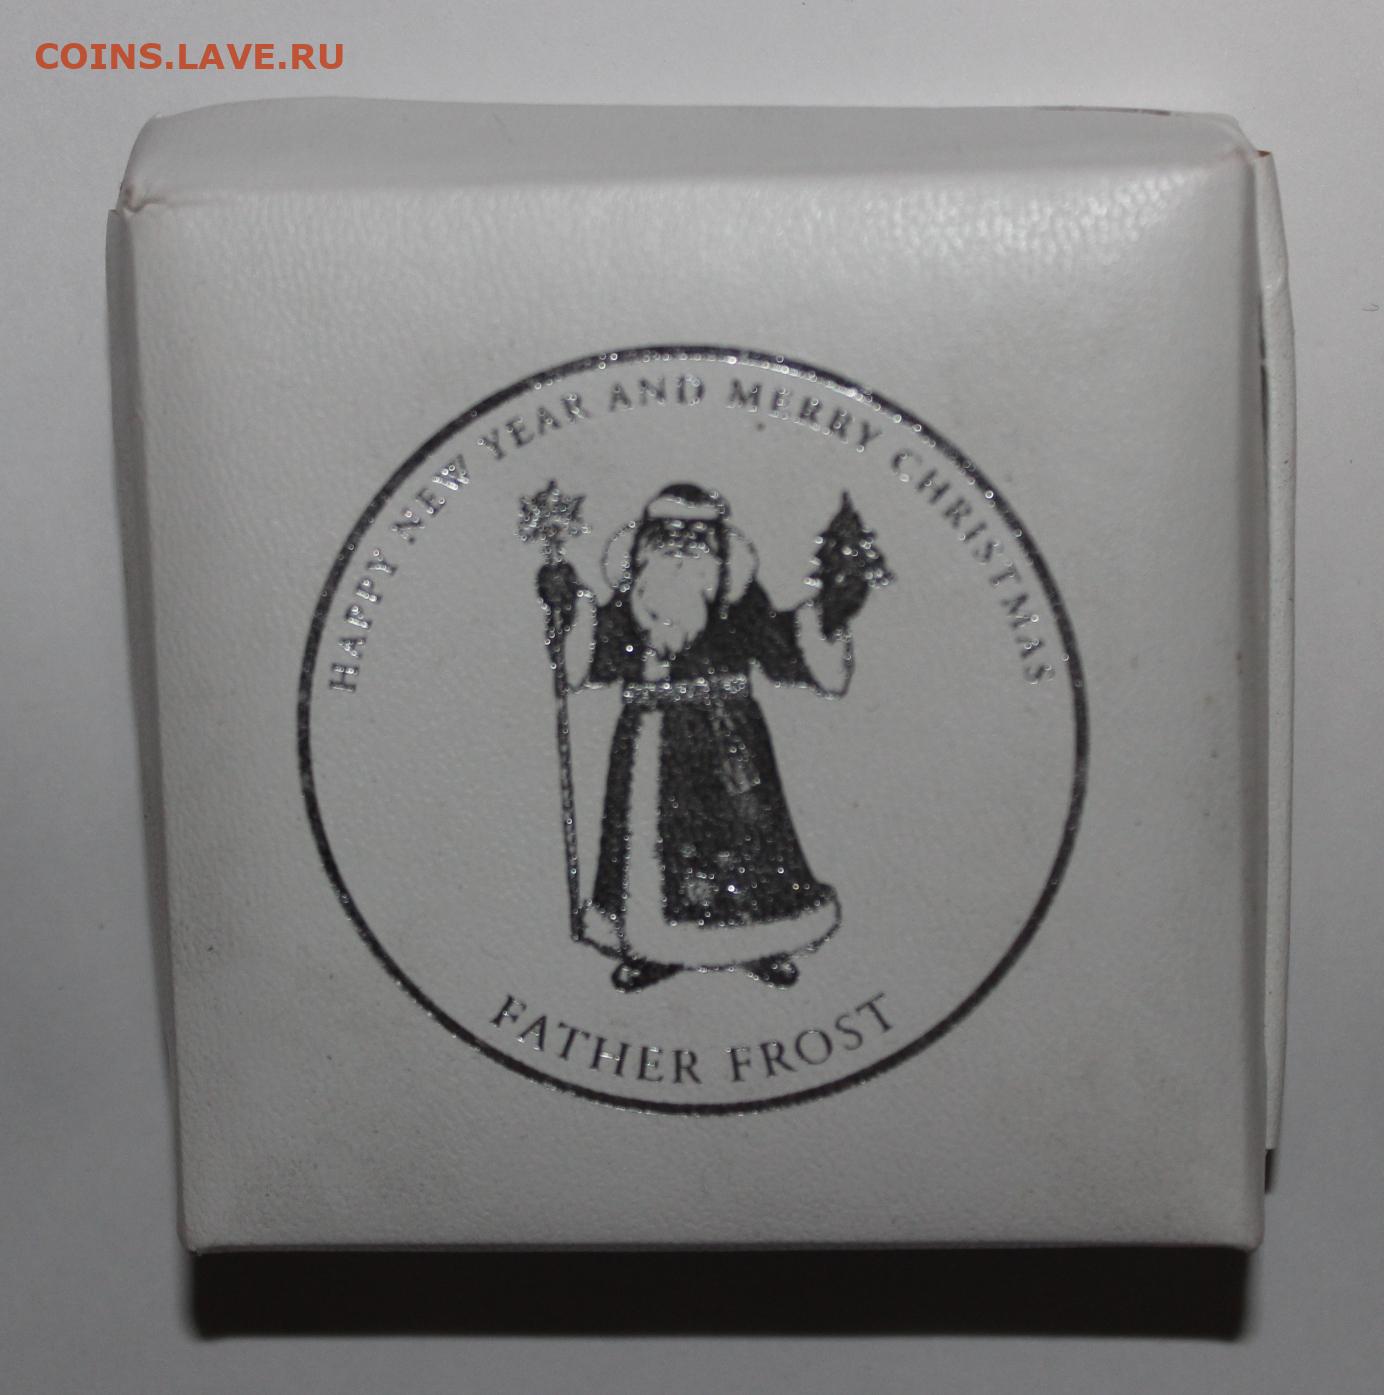 COINS.LAVE.RU
HAPPY NEW YEAR AND MERRY CHRISTMAS
FATHER FROST